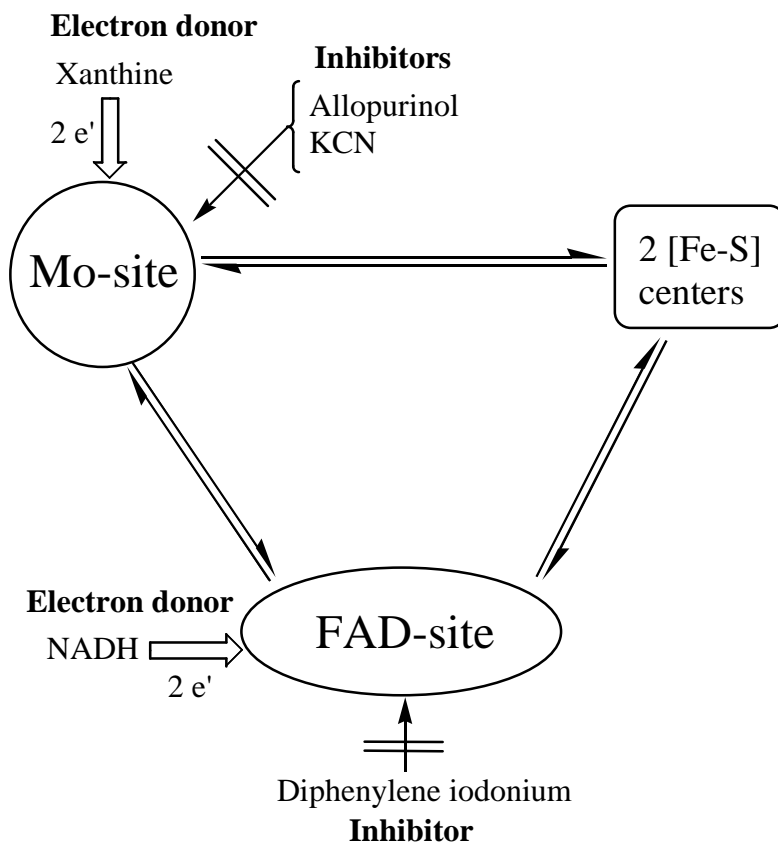 Electron donor
Xanthine
2 e'
Inhibitors
Allopurinol
KCN
Mo-site
2 [Fe-S]
centers
Electron donor
NADH
2 e'
FAD-site
Diphenylene iodonium
Inhibitor